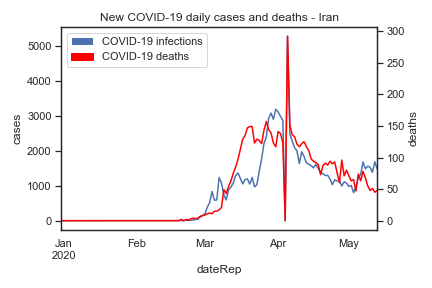 New COVID-19 daily cases and deaths - Iran
COVID-19 infections
COVID-19 deaths
cases
5000
4000
3000
2000
1000
0
deaths
300
250
200
150
100
50
0
Jan
2020
Feb
Mar
Apr
May
dateRep